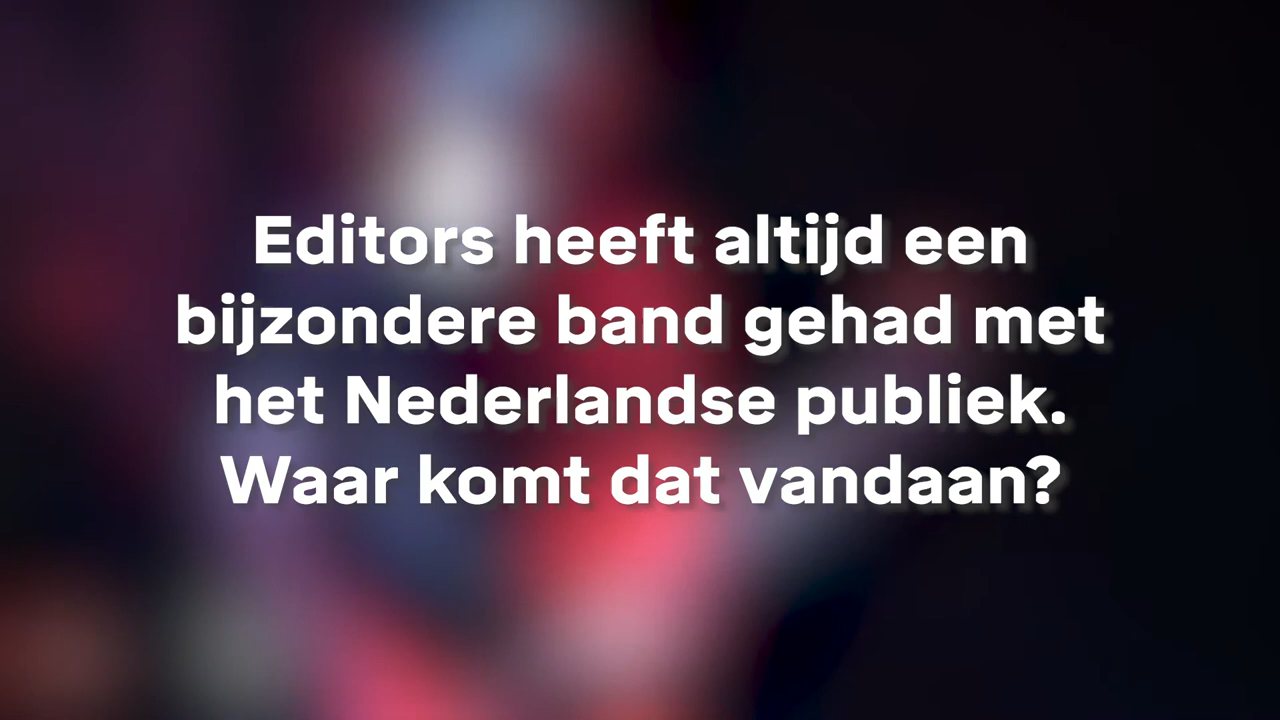 Editors heeft altijd een
bijzondere band gehad met
het Nederlandse publiek.
Waar komt dat vandaan?